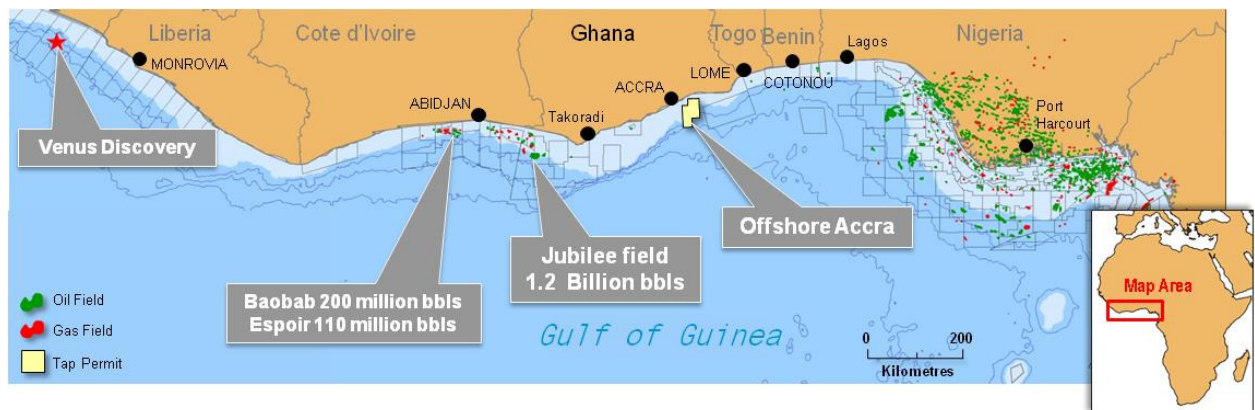 Liberia
Cote d'Ivoire
Ghana
Togo
Benin
Nigeria
MONROVIA
ABIDJAN
Takoradi
ACCRA
LOME
COTONOU
Lagos
Port
Harcourt
Venus Discovery
Baobab 200 million bbls
Espoir 110 million bbls
Jubilee field
1.2 Billion bbls
Offshore Accra
Gulf of Guinea
Oil Field
Gas Field
Tap Permit
0 200
Kilometres
Map Area